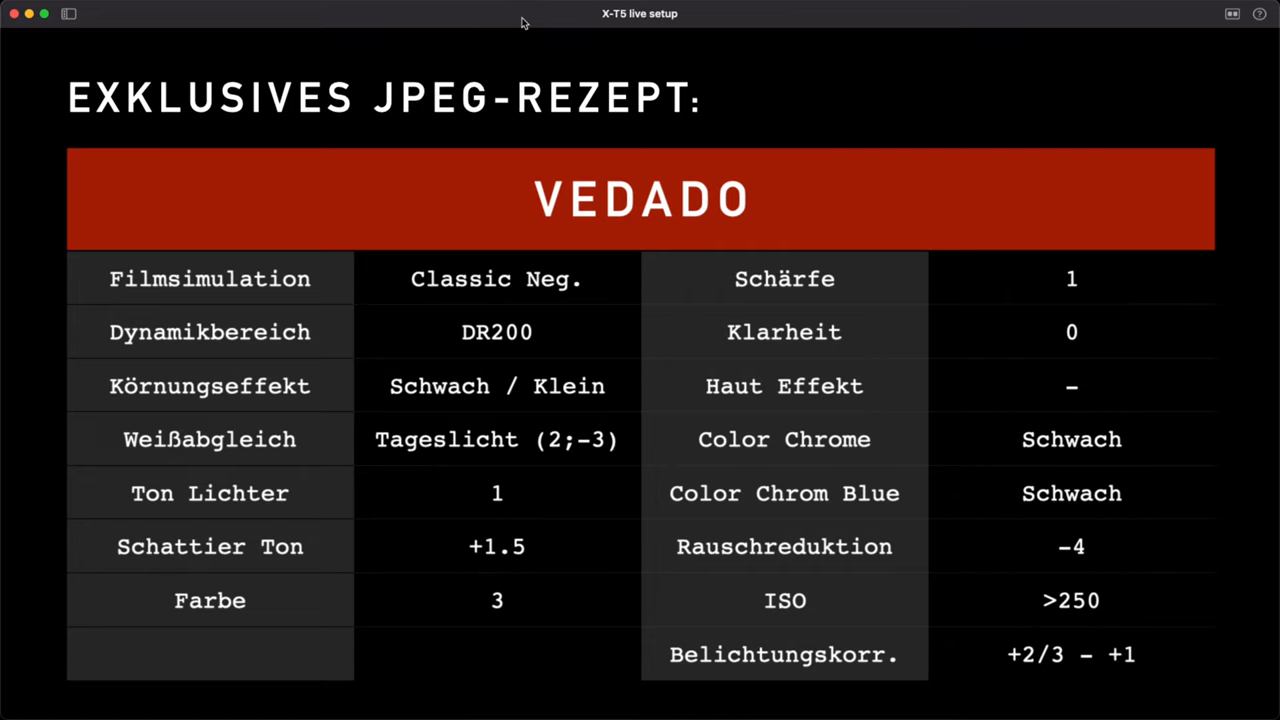 X-T5 live setup
EXKLUSIVES JPEG-REZEPT:
VEDADO
Filmsimulation Classic Neg. Schärfe 1
Dynamikbereich DR200 Klarheit 0
Körnungseffekt Schwach / Klein Haut Effekt -
Weißabgleich Tageslicht (2;-3) Color Chrome Schwach
Ton Lichter 1 Color Chrom Blue Schwach
Schattier Ton +1.5 Rauschreduktion -4
Farbe 3 ISO >250
Belichtungskorr. +2/3 - +1